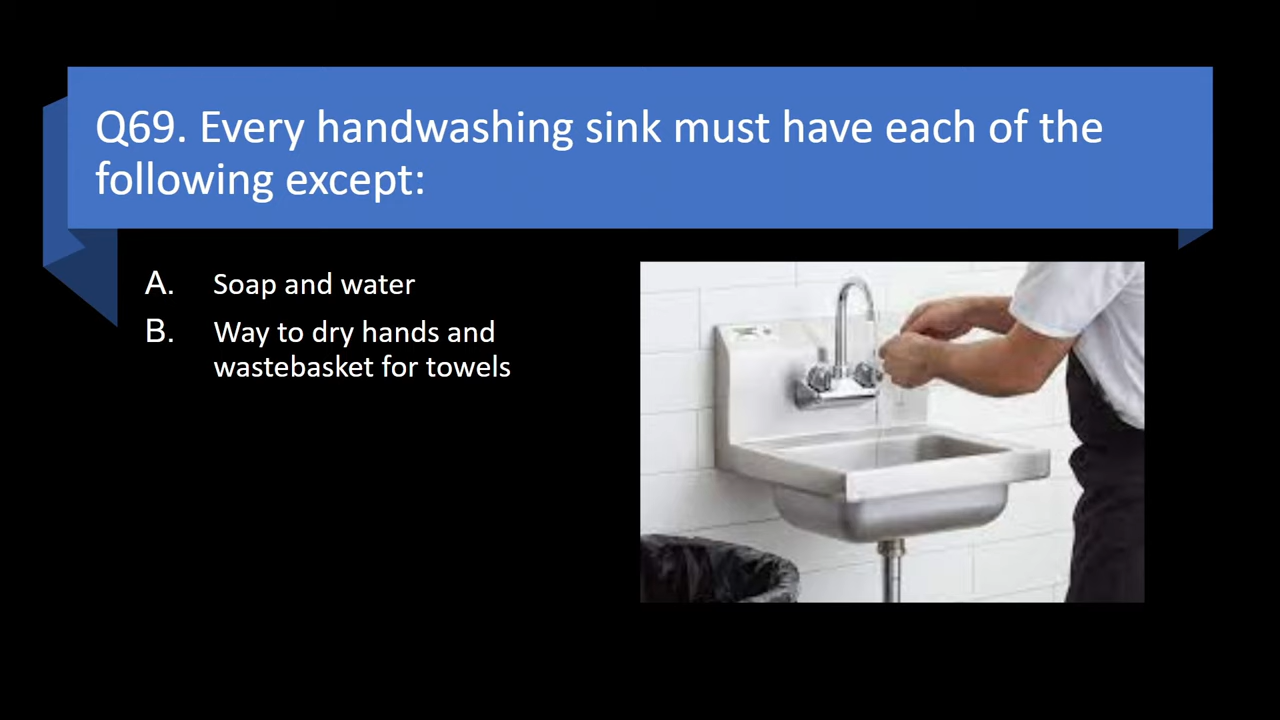 Q69. Every handwashing sink must have each of the
following except:
A. Soap and water
B. Way to dry hands and
wastebasket for towels